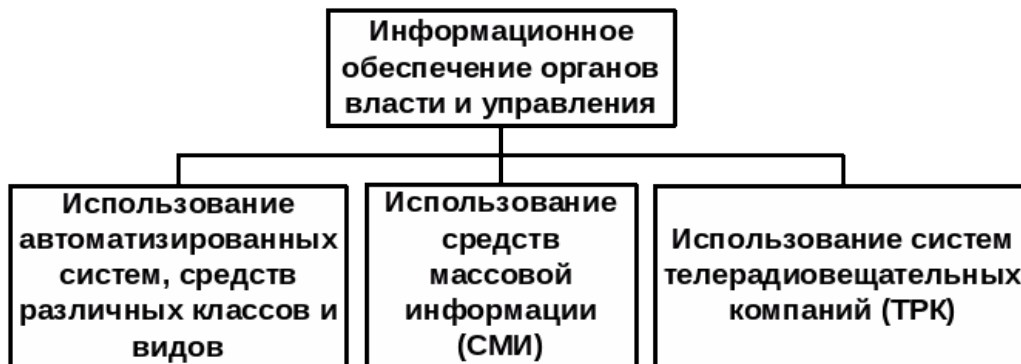 Информационное
обеспечение органов
власти и управления
Использование
автоматизированных
систем, средств
различных классов и
видов
Использование
средств
массовой
информации
(СМИ)
Использование систем
телерадиовещательных
компаний (ТРК)